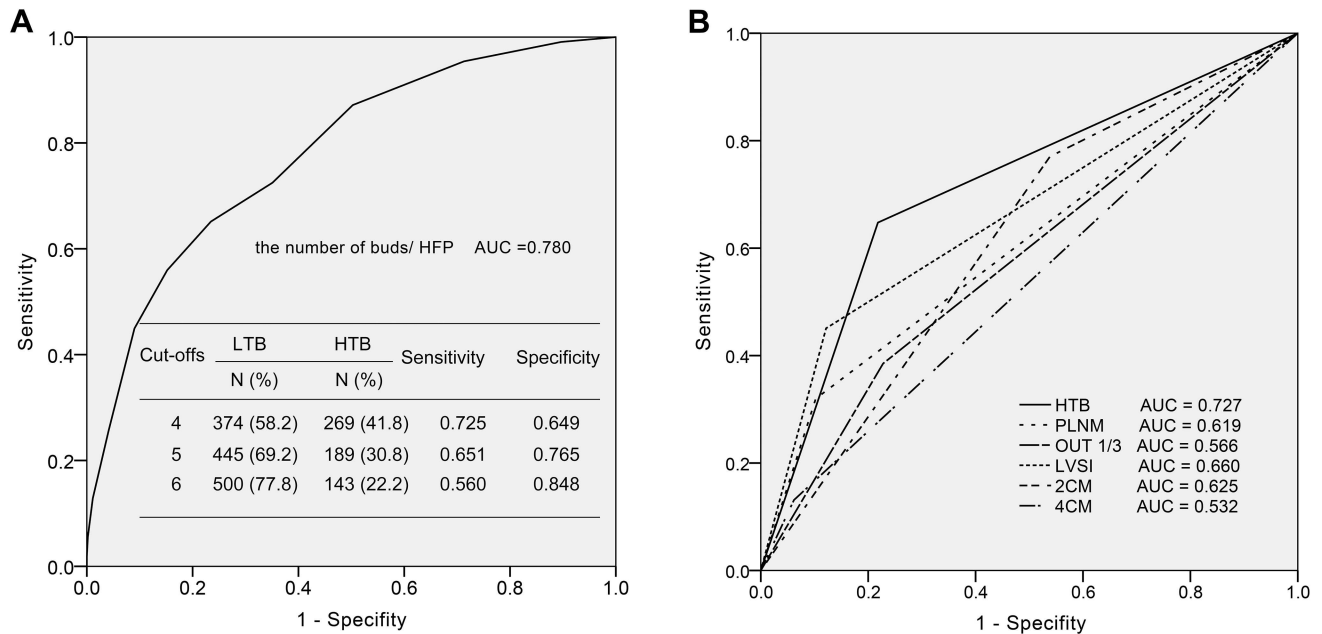 A
1.0
0.8
0.6
0.4
0.2
0.0
Sensitivity
the number of buds/ HFP AUC =0.780
LTB HTB
Cut-offs Sensitivity Specificity
N (%) N (%)
4 374 (58.2) 269 (41.8) 0.725 0.649
5 445 (69.2) 189 (30.8) 0.651 0.765
6 500 (77.8) 143 (22.2) 0.560 0.848
0.0 0.2 0.4 0.6 0.8 1.0
1 - Specifity
B
1.0
0.8
0.6
0.4
0.2
0.0
Sensitivity
HTB AUC = 0.727
PLNM AUC = 0.619
OUT 1/3 AUC = 0.566
LVSI AUC = 0.660
2CM AUC = 0.625
4CM AUC = 0.532
0.0 0.2 0.4 0.6 0.8 1.0
1 - Specifity